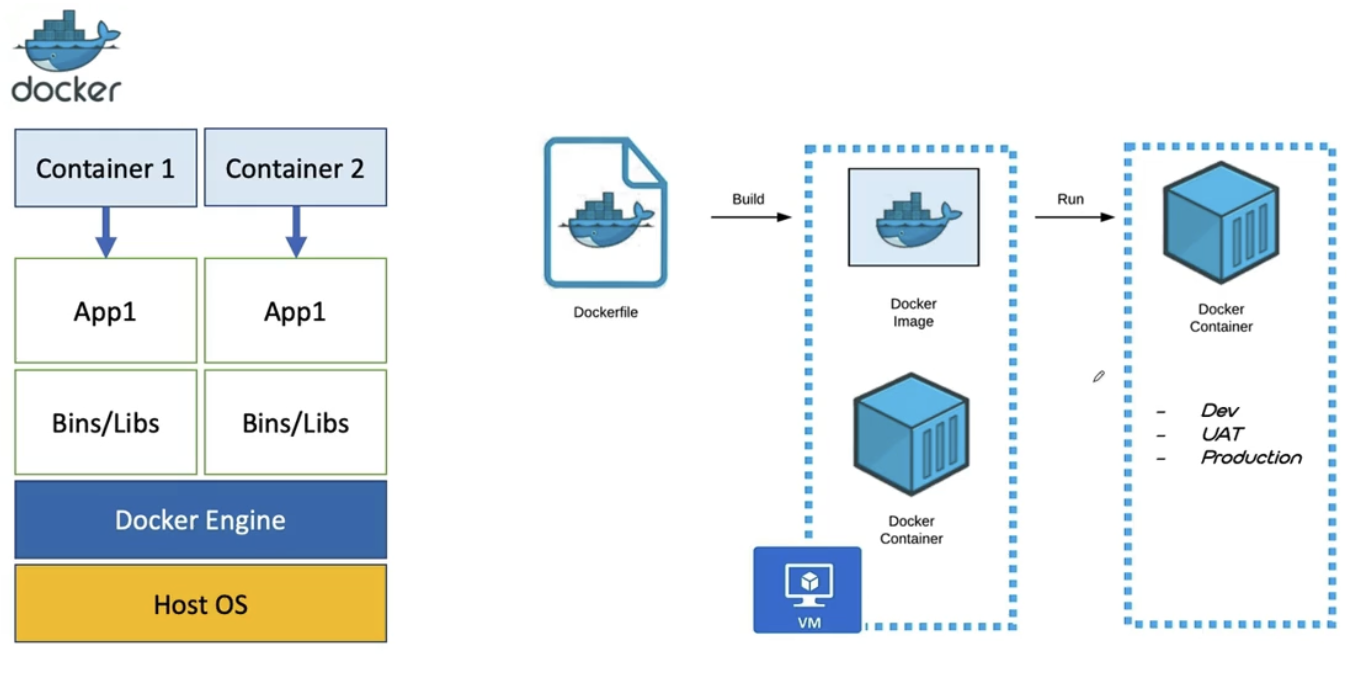 docker
Container 1
Container 2
App1
App1
Bins/Libs
Bins/Libs
Docker Engine
Host OS
Dockerfile
Build
Docker
Image
Docker
Container
VM
Run
Docker
Container
- Dev
- UAT
- Production